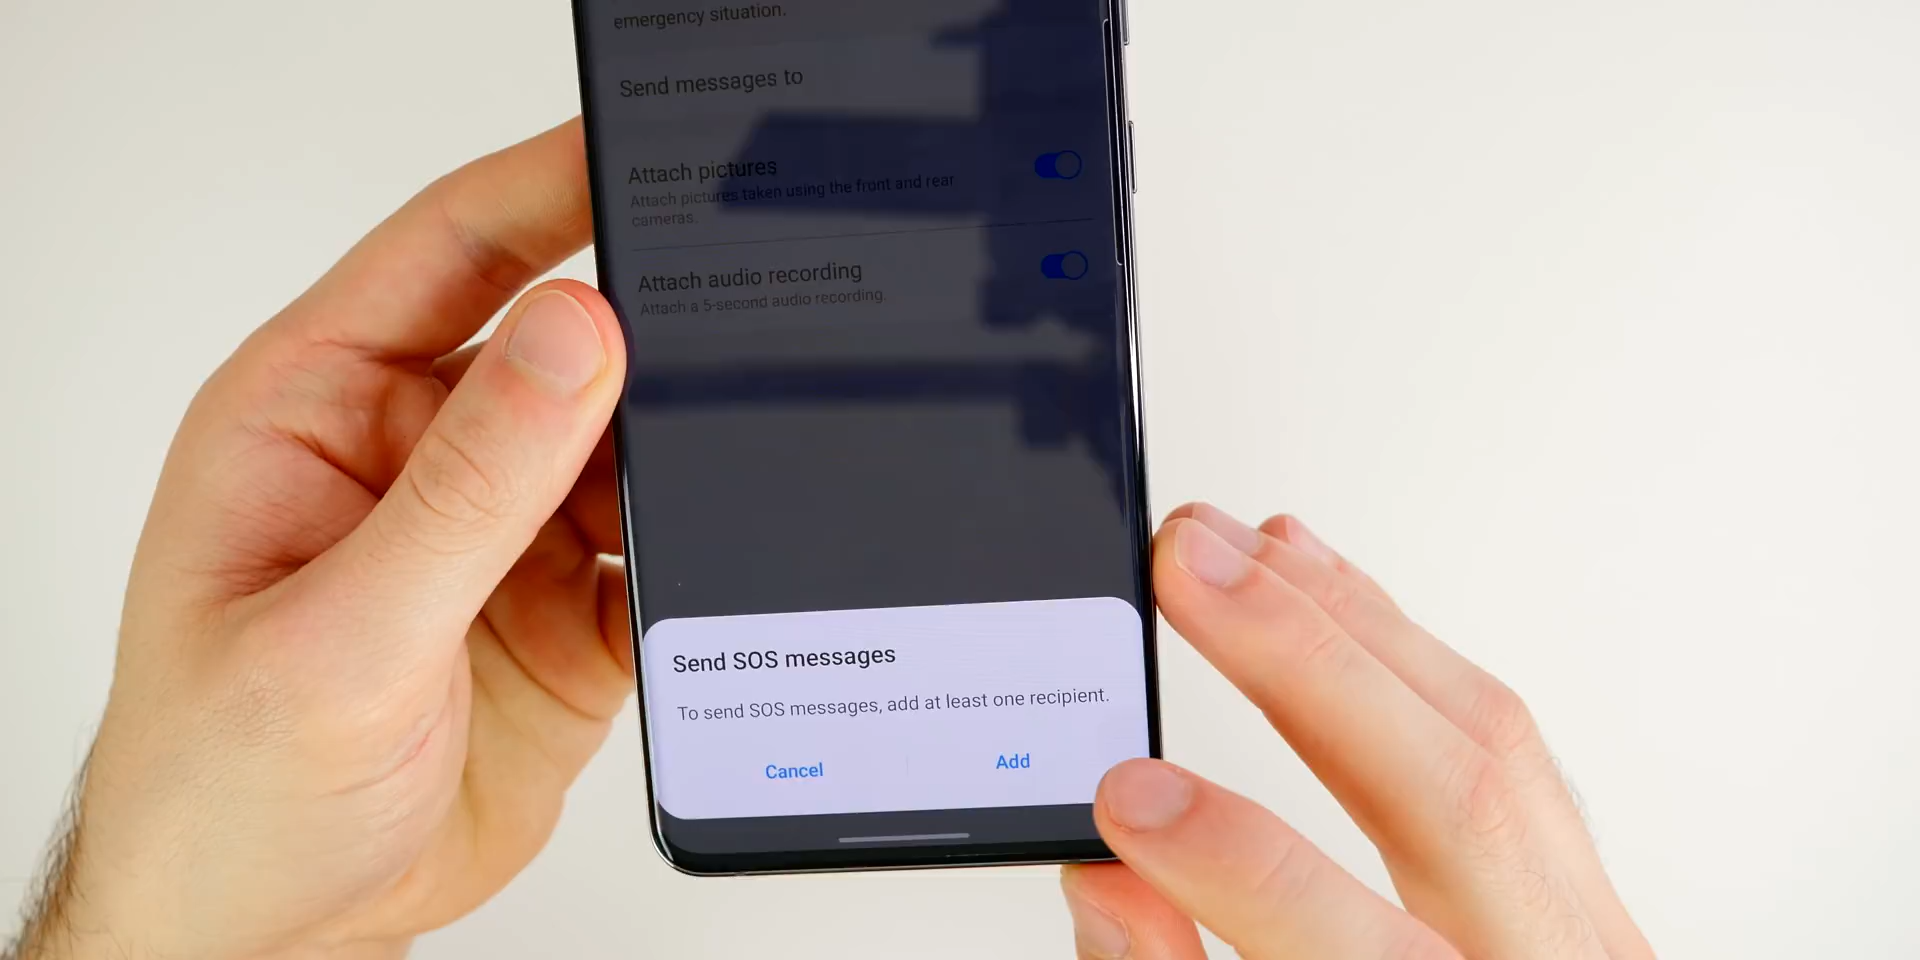 emergency situation.
Send messages to
Attach pictures
Attach pictures taken using the front and rear
cameras.
Attach audio recording
Attach a 5-second audio recording.
Send SOS messages
To send SOS messages, add at least one recipient.
Cancel
Add